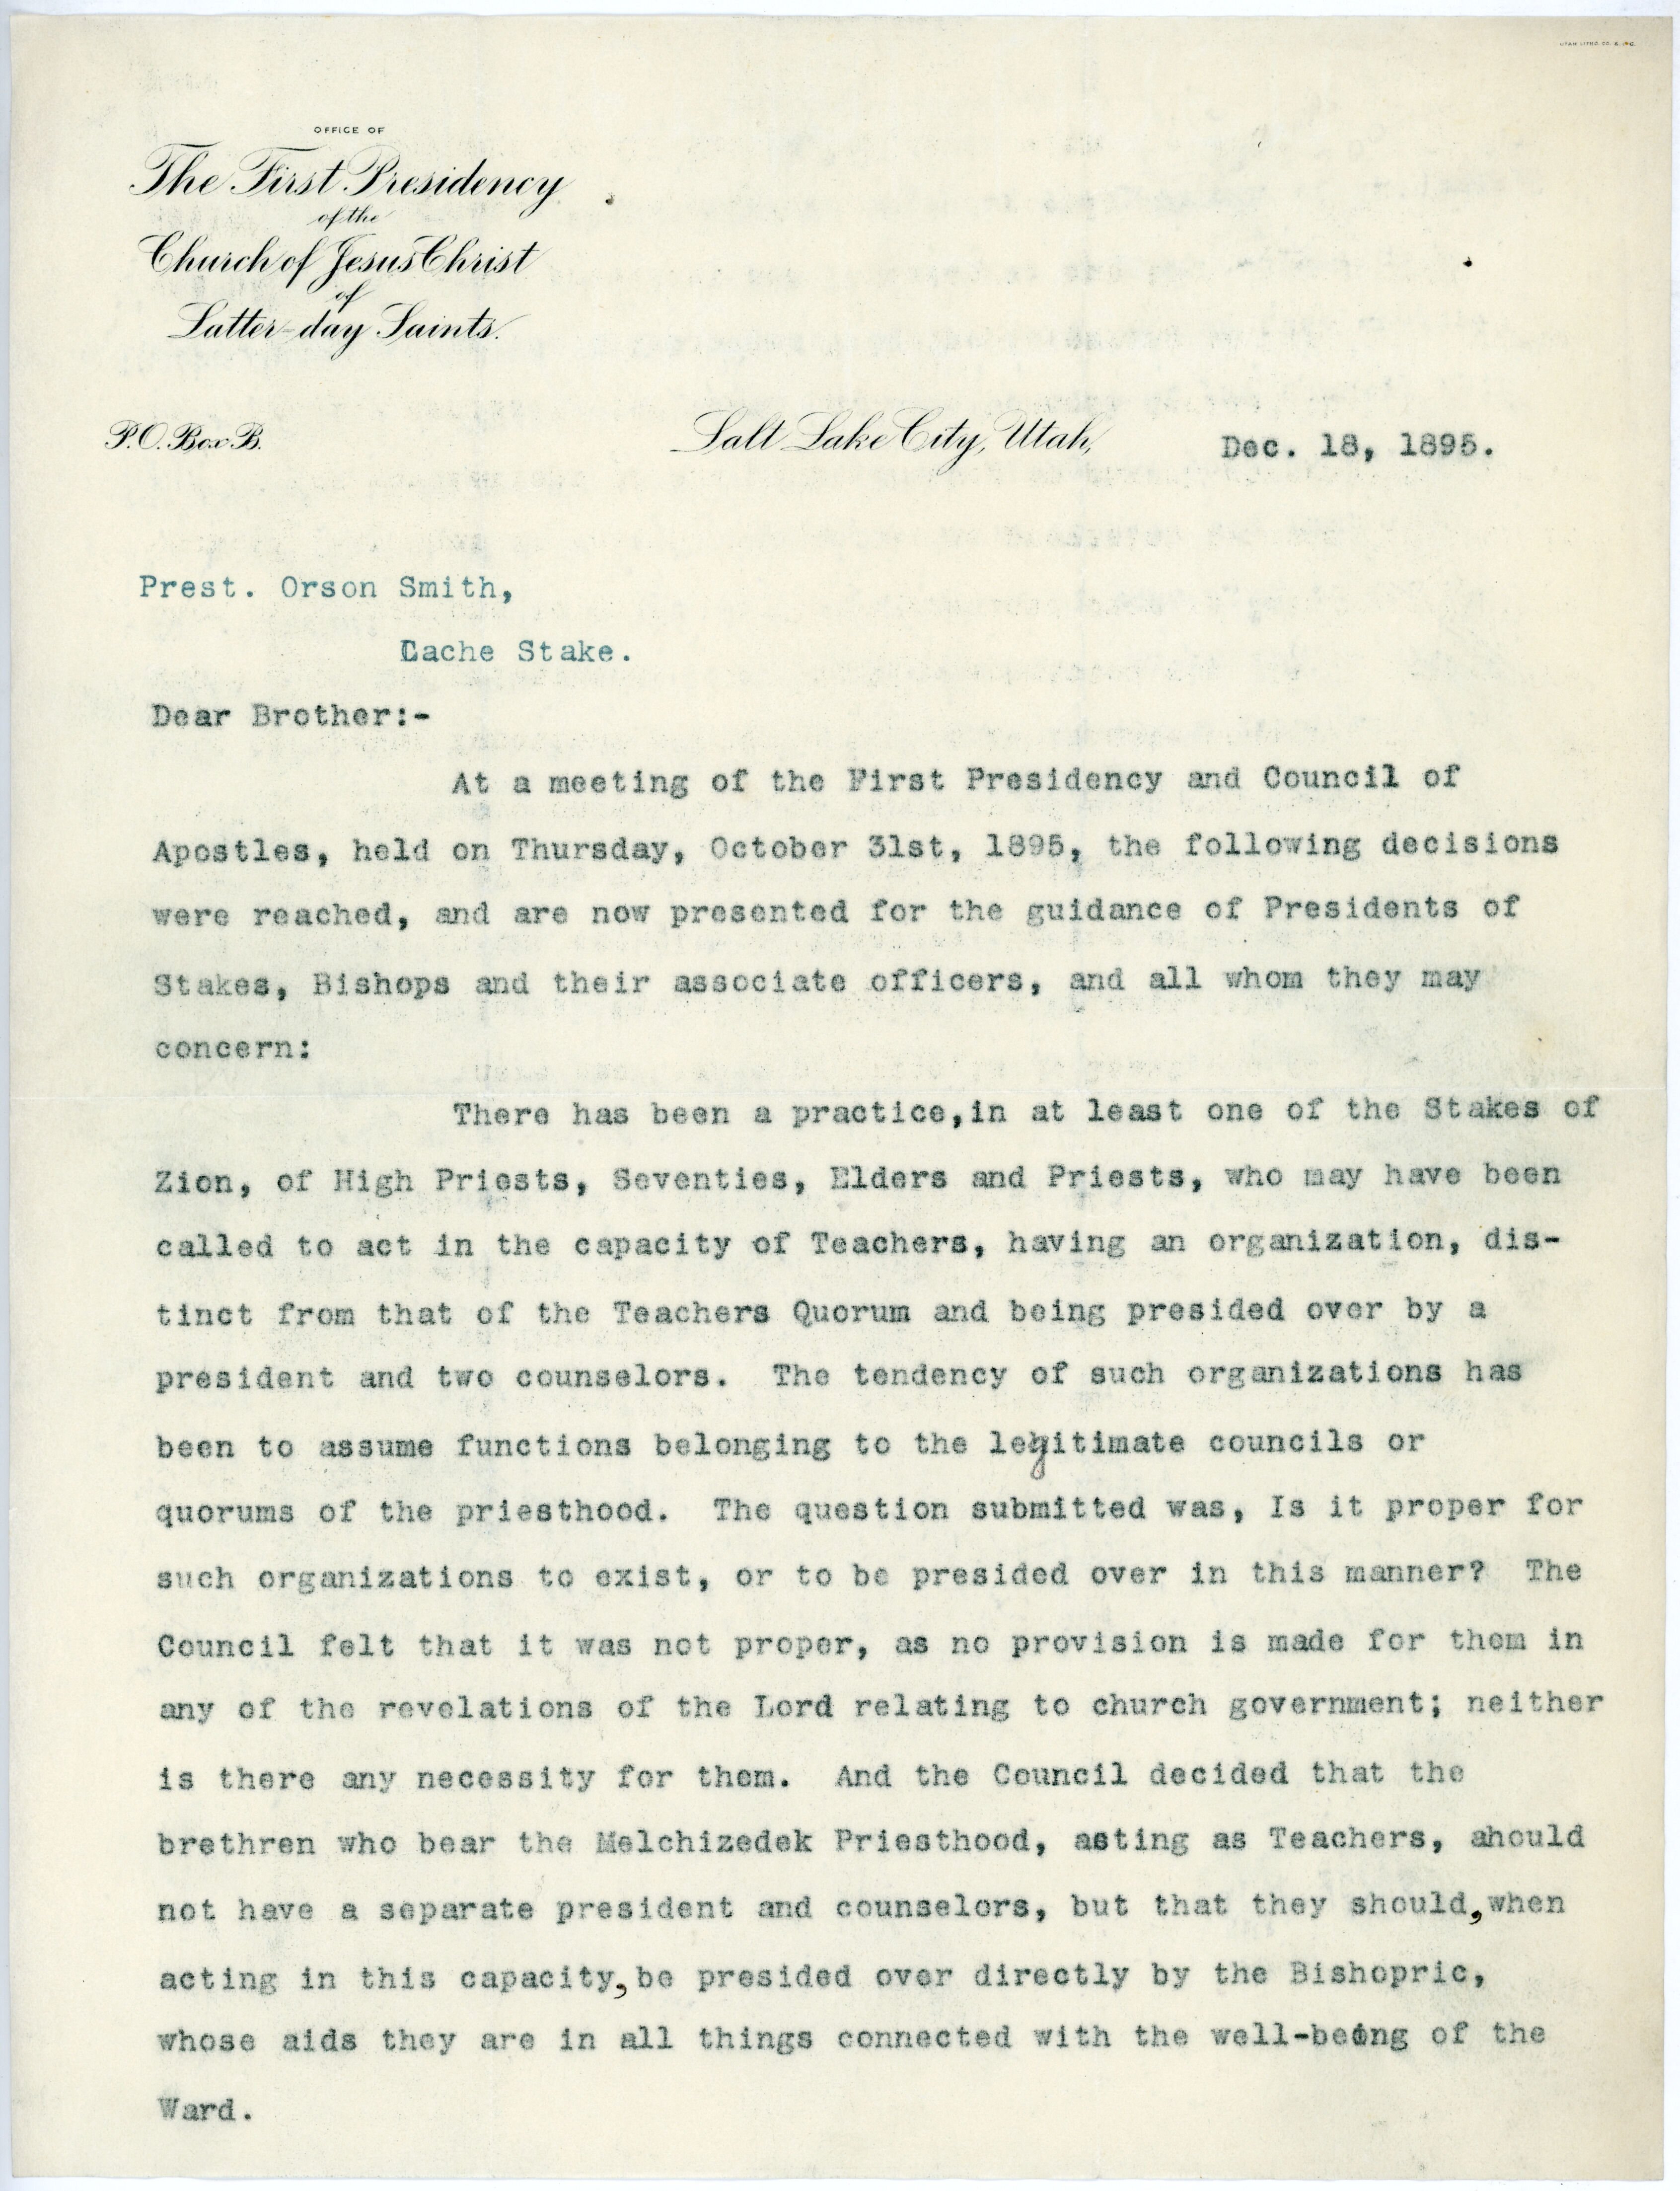 UTAH LITHO. CO. S.L.C.
OFFICE OF
The First Presidency
of the
Church of Jesus Christ
of
Latter-day Saints.
P.O. Box B.
Salt Lake City, Utah, Dec. 18, 1895.
Prest. Orson Smith,
Cache Stake.
Dear Brother:-
At a meeting of the First Presidency and Council of
Apostles, held on Thursday, October 31st, 1895, the following decisions
were reached, and are now presented for the guidance of Presidents of
Stakes, Bishops and their associate officers, and all whom they may
concern:
There has been a practice,in at least one of the Stakes of
Zion, of High Priests, Seventies, Elders and Priests, who may have been
called to act in the capacity of Teachers, having an organization, dis-
tinct from that of the Teachers Quorum and being presided over by a
president and two counselors. The tendency of such organizations has
been to assume functions belonging to the legitimate councils or
quorums of the priesthood. The question submitted was, Is it proper for
such organizations to exist, or to be presided over in this manner? The
Council felt that it was not proper, as no provision is made for them in
any of the revelations of the Lord relating to church government; neither
is there any necessity for them. And the Council decided that the
brethren who bear the Melchizedek Priesthood, asting as Teachers, ahould
not have a separate president and counselors, but that they should,when
acting in this capacity,be presided over directly by the Bishopric,
whose aids they are in all things connected with the well-being of the
Ward.